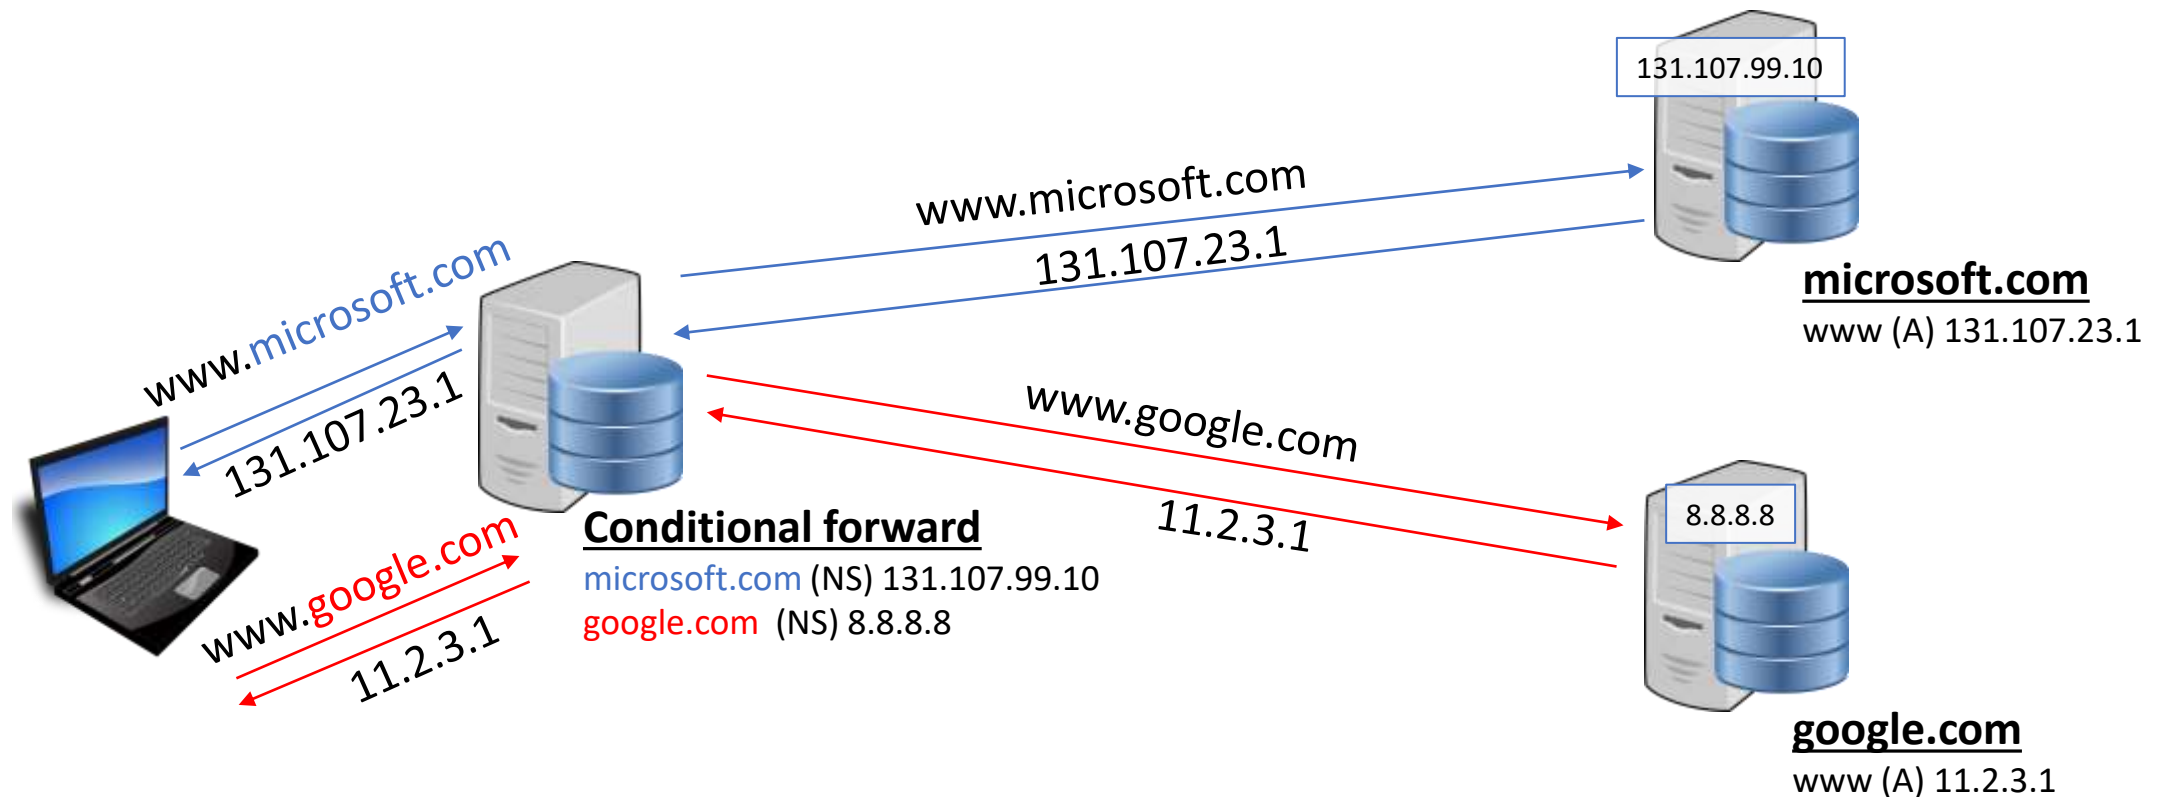 131.107.99.10
www.microsoft.com
131.107.23.1
microsoft.com
www (A) 131.107.23.1
www.microsoft.com
131.107.23.1
www.google.com
11.2.3.1
8.8.8.8
Conditional forward
microsoft.com (NS) 131.107.99.10
google.com (NS) 8.8.8.8
www.google.com
11.2.3.1
google.com
www (A) 11.2.3.1